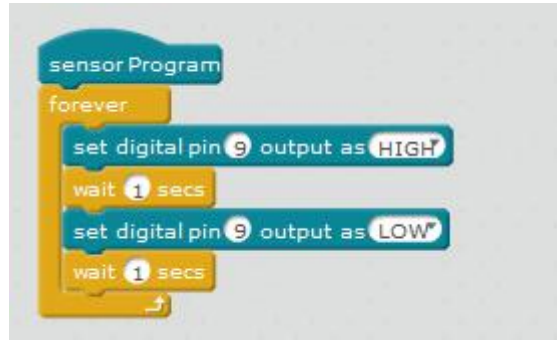 sensor Program
forever
set digital pin 9 output as HIGH
wait 1 secs
set digital pin 9 output as LOW
wait 1 secs